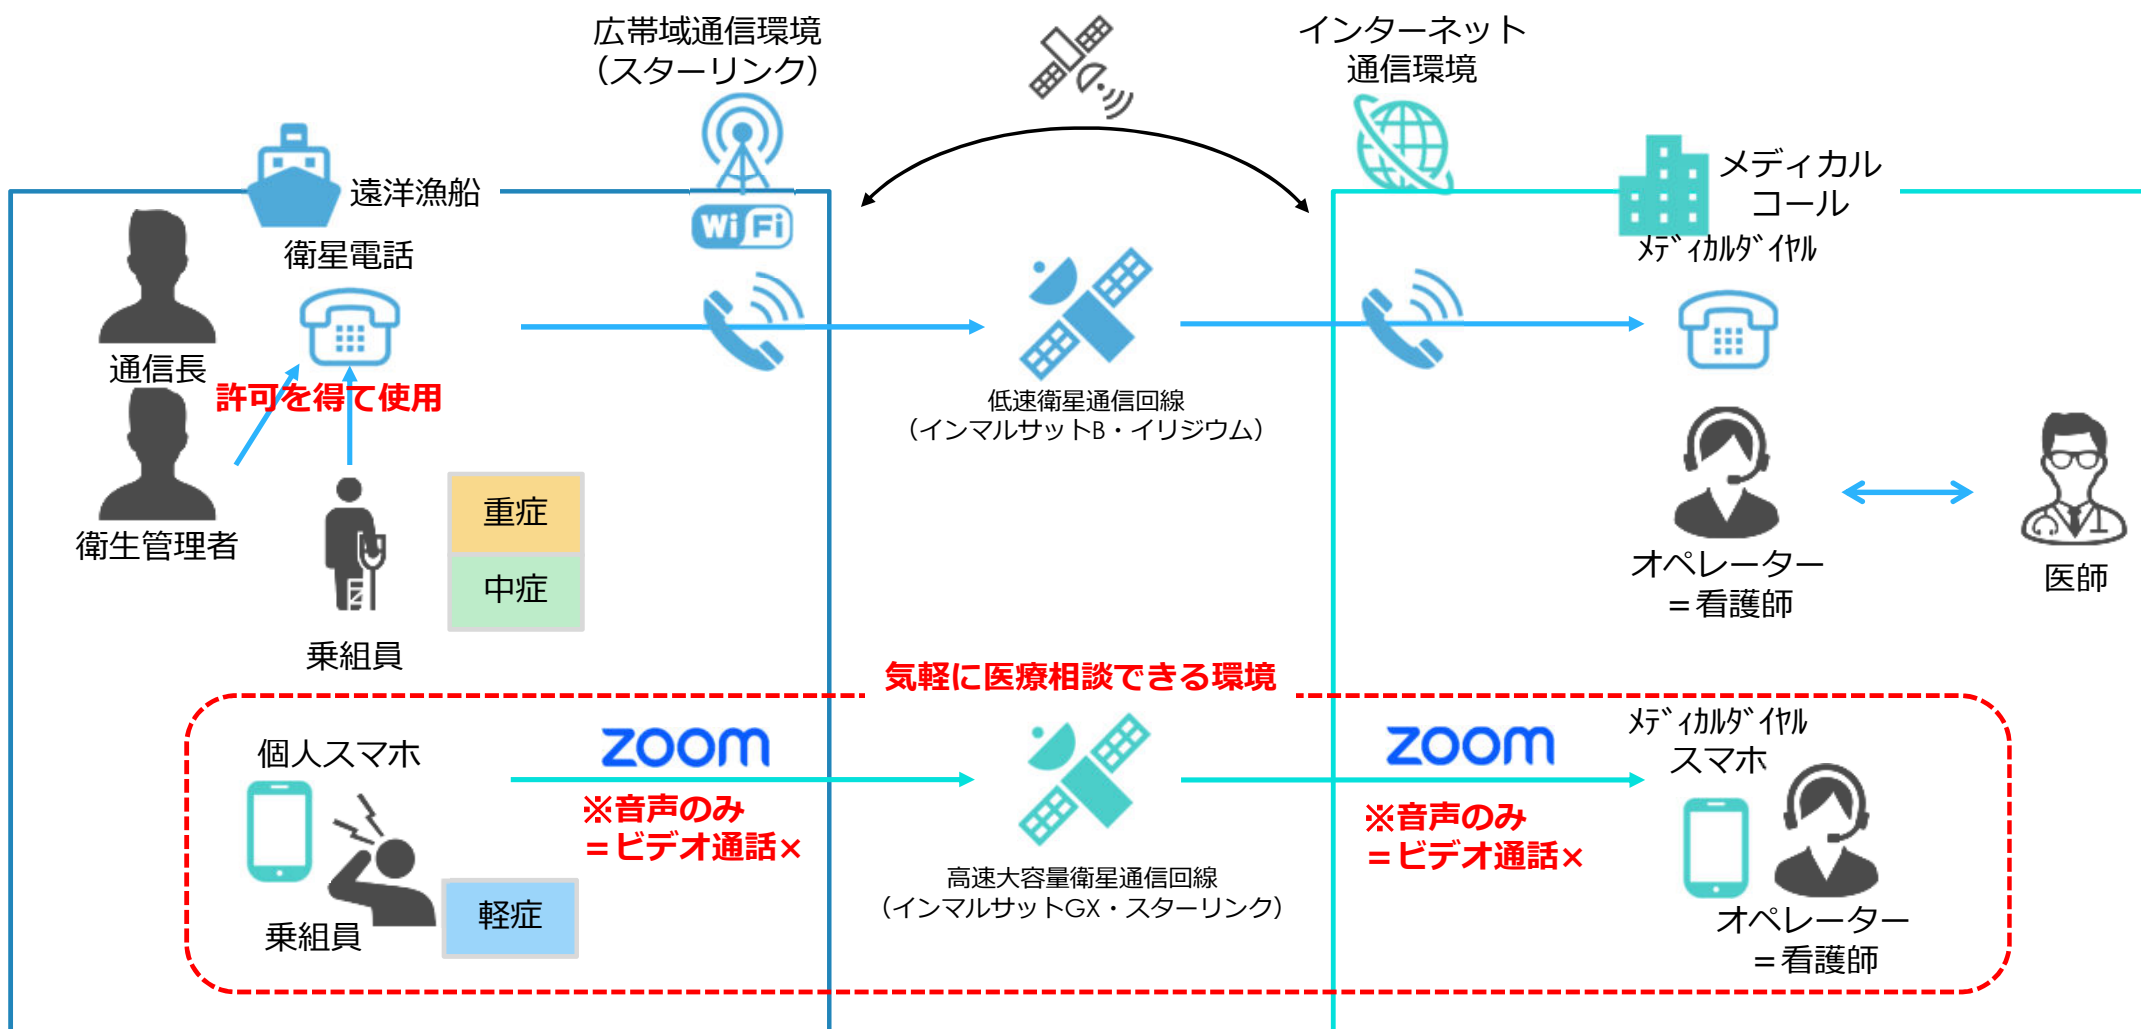 広帯域通信環境
（スターリンク）
インターネット
通信環境
遠洋漁船
WiFi
メディカル
コール
衛星電話
ﾒﾃﾞｨｶﾙﾀﾞｲﾔﾙ
通信長
許可を得て使用
低速衛星通信回線
（インマルサットB・イリジウム）
衛生管理者
重症
中症
乗組員
オペレーター
＝看護師
医師
気軽に医療相談できる環境
個人スマホ
zoom
zoom
ﾒﾃﾞｨｶﾙﾀﾞｲﾔﾙ
スマホ
※音声のみ
＝ビデオ通話×
※音声のみ
＝ビデオ通話×
高速大容量衛星通信回線
（インマルサットGX・スターリンク）
軽症
乗組員
オペレーター
＝看護師